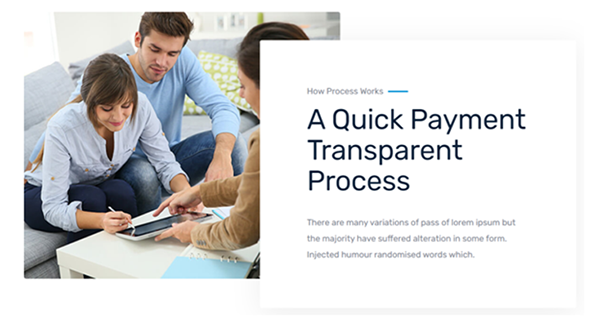 How Process Works
A Quick Payment
Transparent
Process
There are many variations of pass of lorem ipsum but
the majority have suffered alteration in some form.
Injected humour randomised words which.